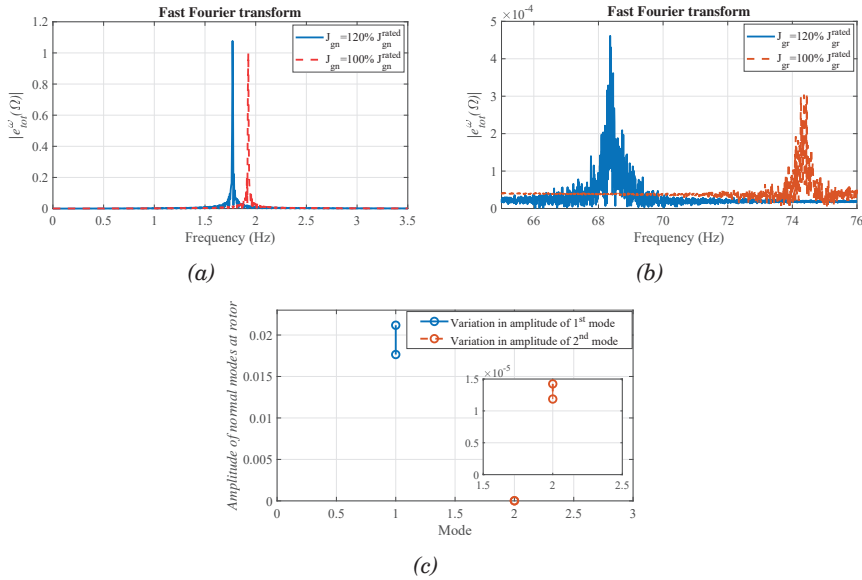 Fast Fourier transform
|e^ω'_tot(Ω)|
1.2
1
0.8
0.6
0.4
0.2
0
0 0.5 1 1.5 2 2.5 3 3.5
Frequency (Hz)
J_gn=120% J_gn^rated
J_gn=100% J_gn^rated
(a)
Fast Fourier transform
×10^-4
|e^ω'_tot(Ω)|
5
4
3
2
1
0
66 68 70 72 74 76
Frequency (Hz)
J_gr=120% J_gr^rated
J_gr=100% J_gr^rated
(b)
Amplitude of normal modes at rotor
0.02
0.015
0.01
0.005
0
0 0.5 1 1.5 2 2.5 3
Mode
Variation in amplitude of 1^st mode
Variation in amplitude of 2^nd mode
×10^-5
1.5
1
0.5
0
1.5 2 2.5
(c)